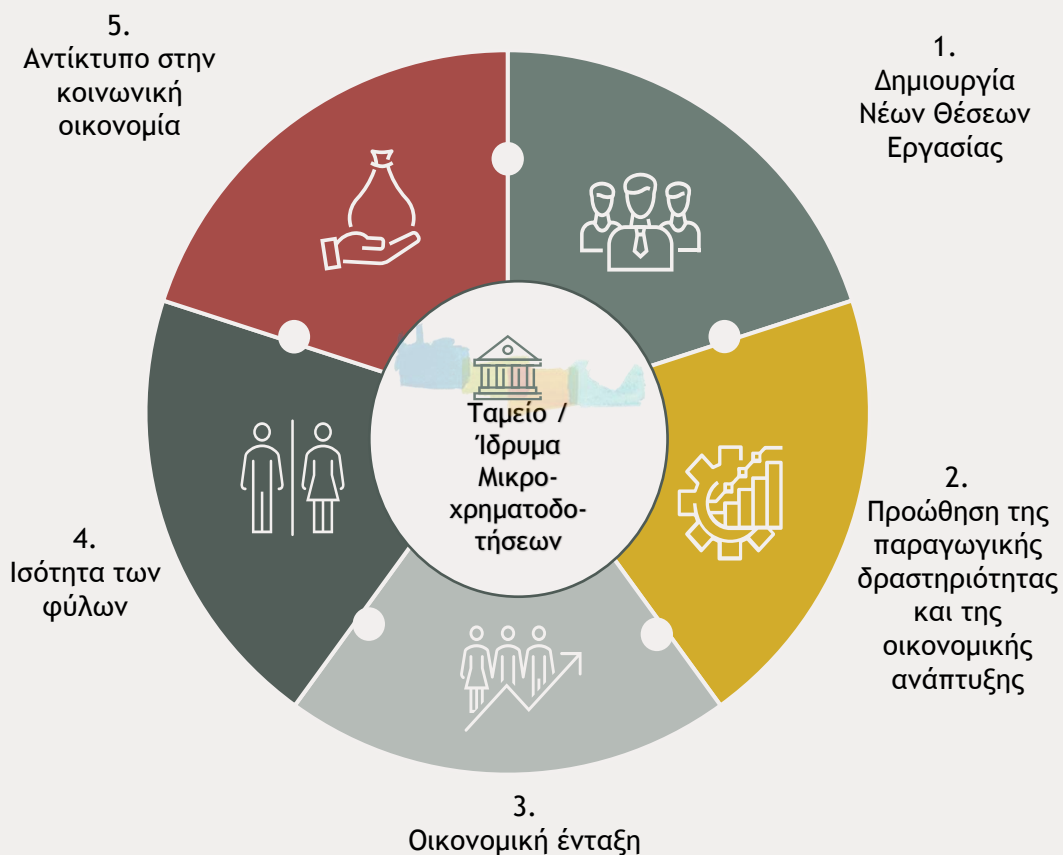 5.
Αντίκτυπο στην
κοινωνική
οικονομία
1.
Δημιουργία
Νέων Θέσεων
Εργασίας
Ταμείο /
Ίδρυμα
Μικρο-
χρηματοδο-
τήσεων
2.
Προώθηση της
παραγωγικής
δραστηριότητας
και της
οικονομικής
ανάπτυξης
4.
Ισότητα των
φύλων
3.
Οικονομική ένταξη